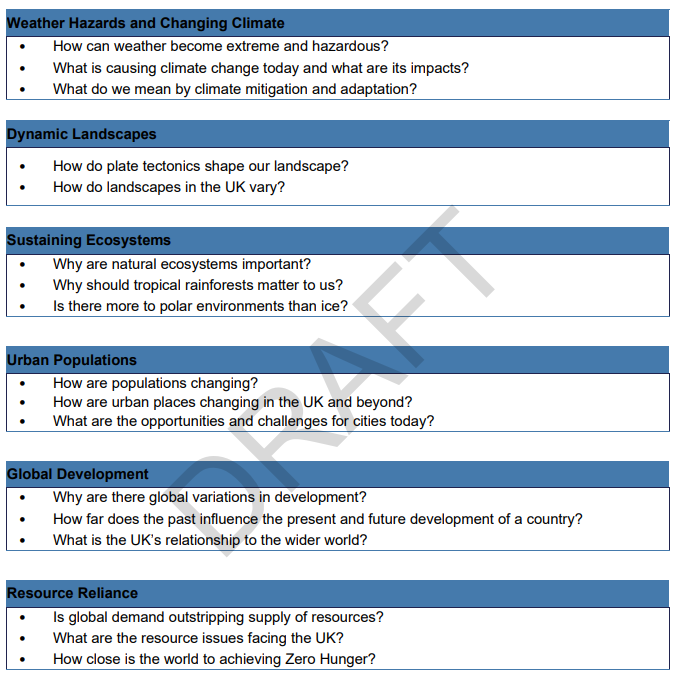 Weather Hazards and Changing Climate
• How can weather become extreme and hazardous?
• What is causing climate change today and what are its impacts?
• What do we mean by climate mitigation and adaptation?
Dynamic Landscapes
• How do plate tectonics shape our landscape?
• How do landscapes in the UK vary?
Sustaining Ecosystems
• Why are natural ecosystems important?
• Why should tropical rainforests matter to us?
• Is there more to polar environments than ice?
Urban Populations
• How are populations changing?
• How are urban places changing in the UK and beyond?
• What are the opportunities and challenges for cities today?
Global Development
• Why are there global variations in development?
• How far does the past influence the present and future development of a country?
• What is the UK's relationship to the wider world?
Resource Reliance
• Is global demand outstripping supply of resources?
• What are the resource issues facing the UK?
• How close is the world to achieving Zero Hunger?
DRAFT